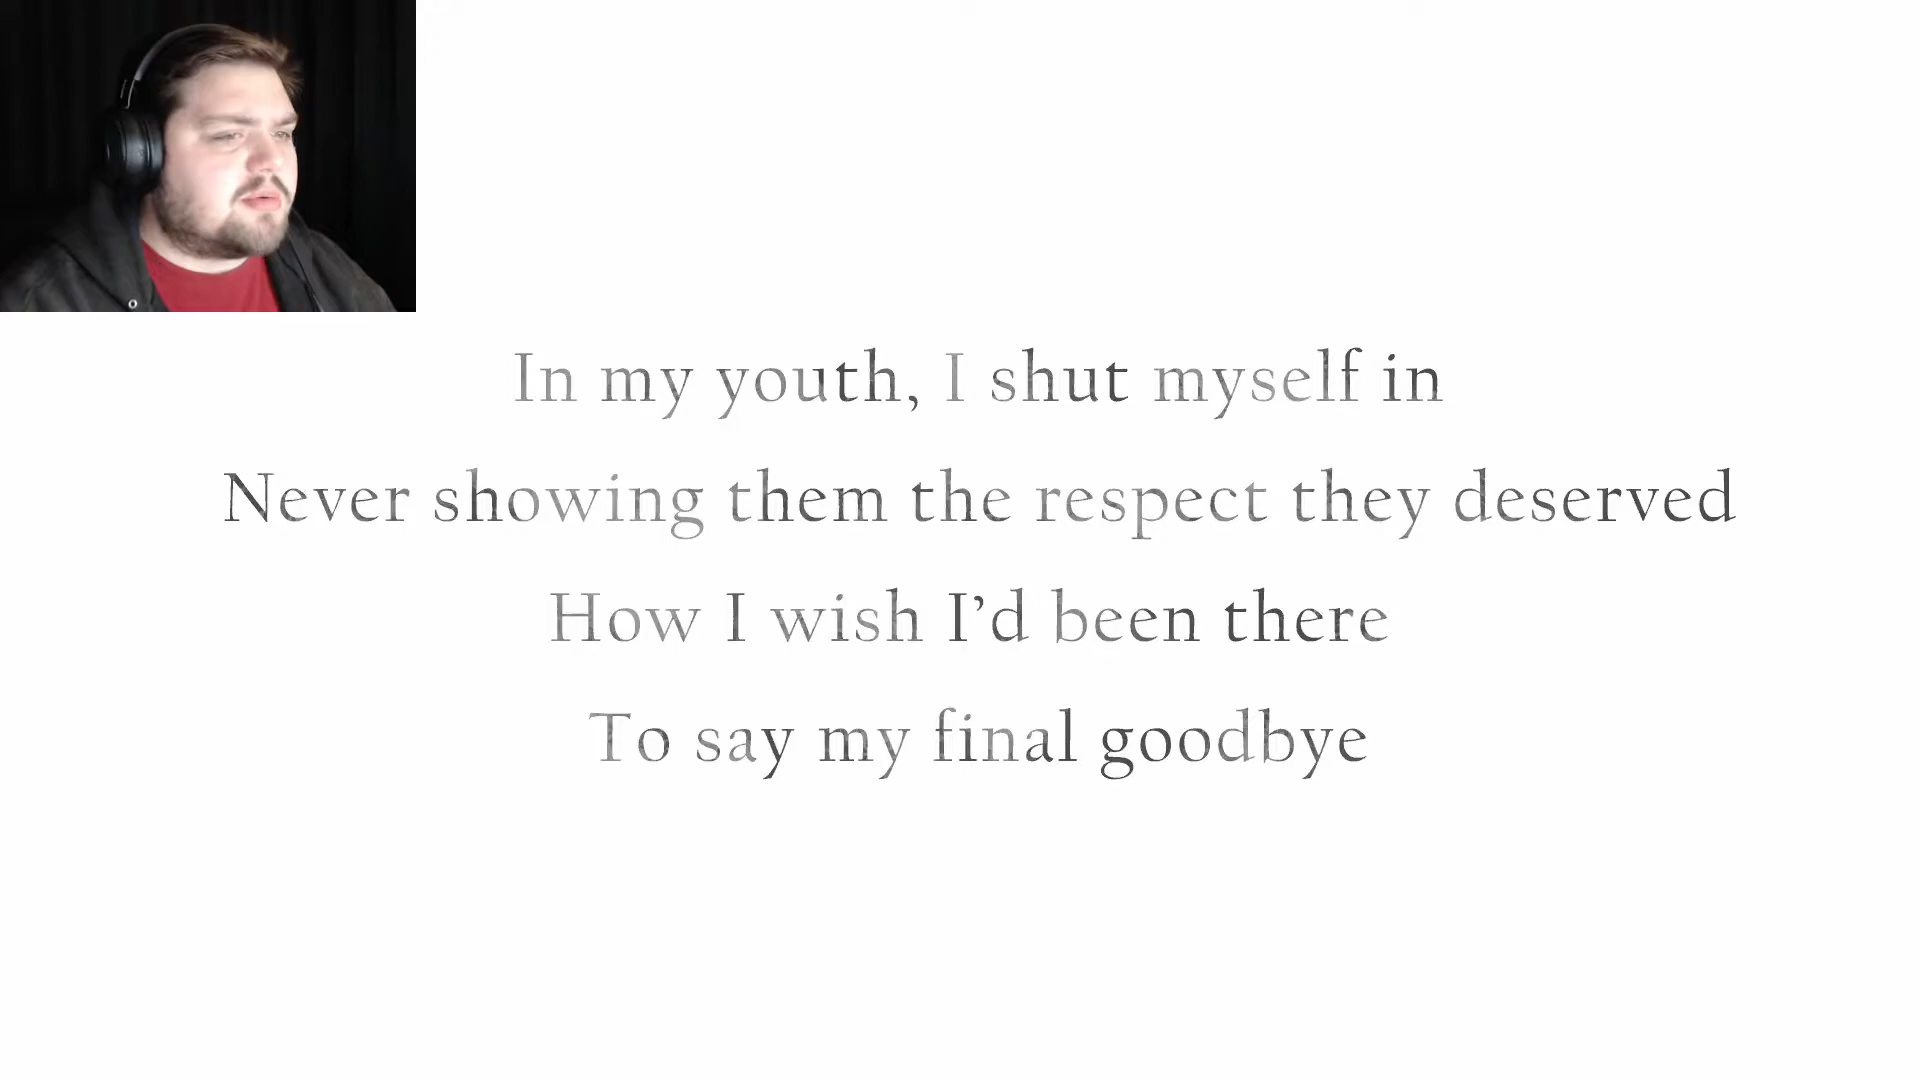 In my youth, I shut myself in
Never showing them the respect they deserved
How I wish I’d been there
To say my final goodbye